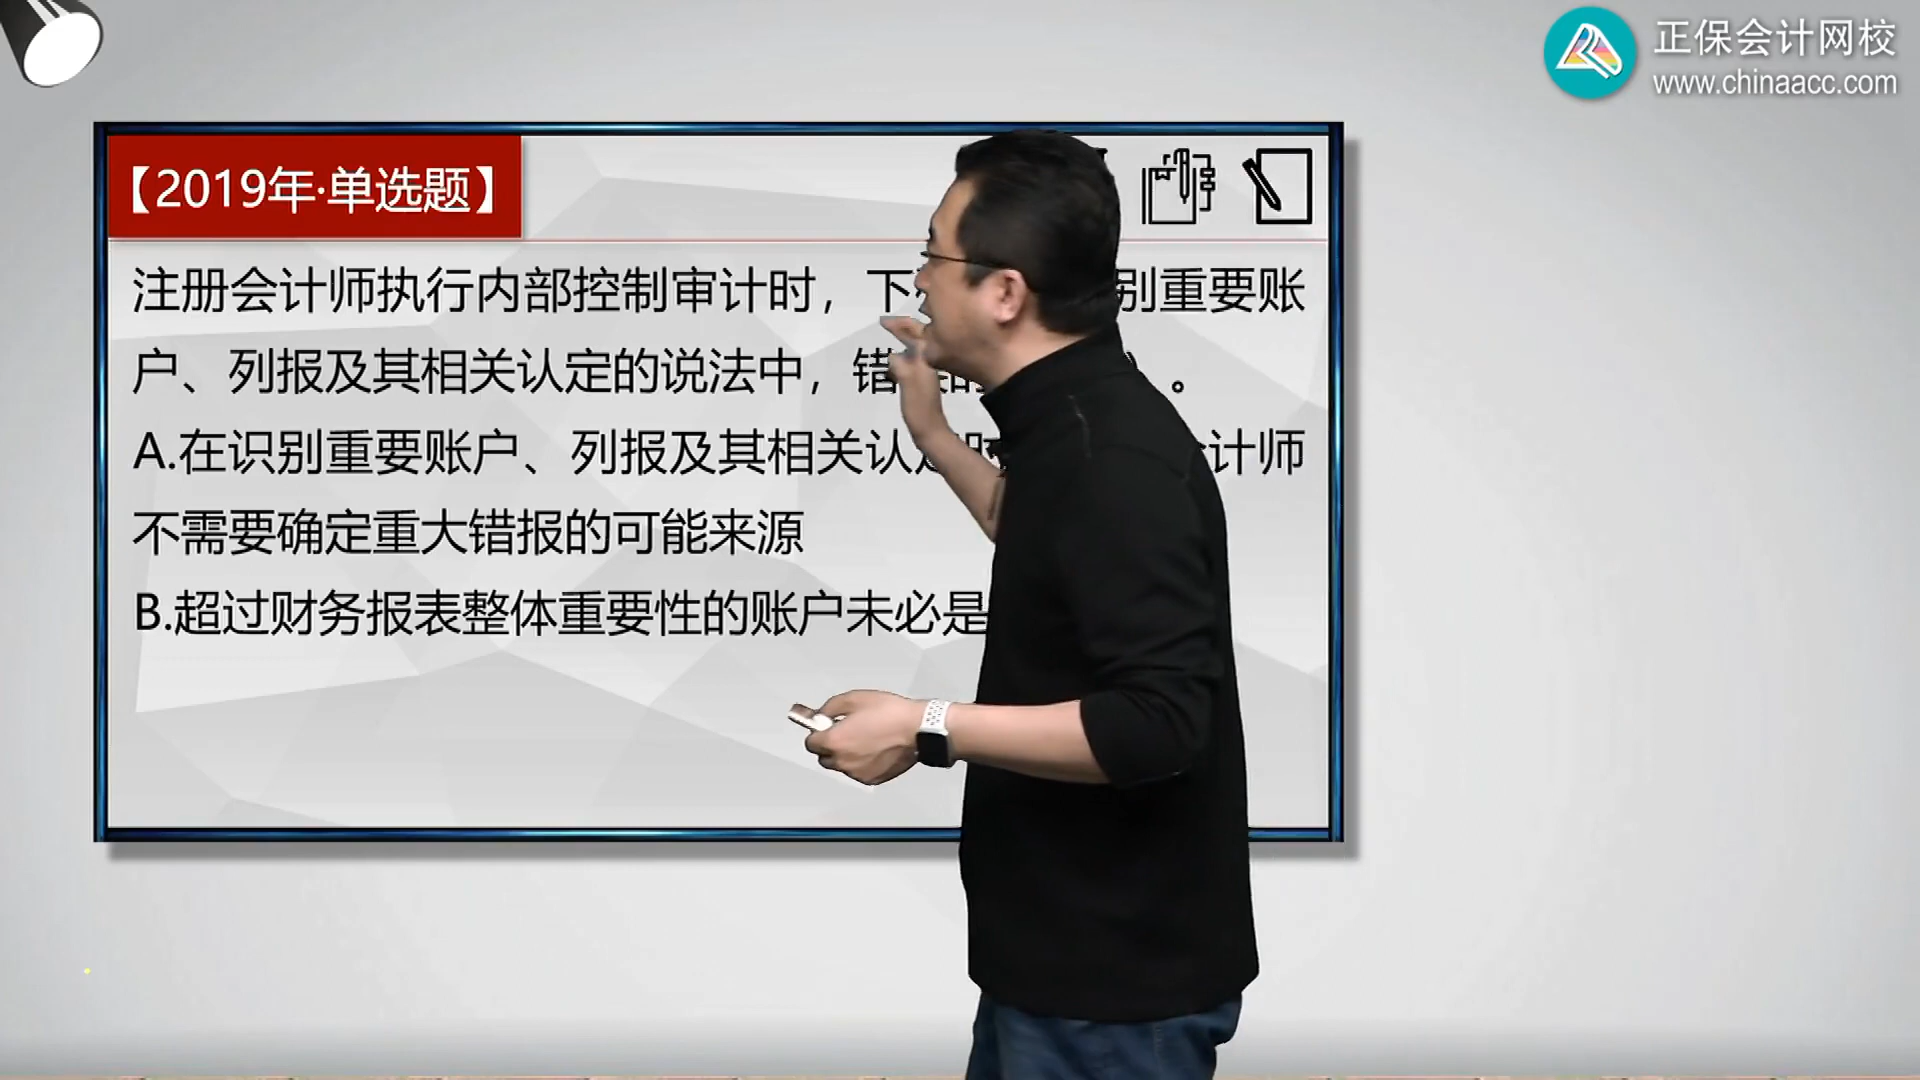 正保会计网校
www.chinaacc.com
【2019年·单选题】
注册会计师执行内部控制审计时，下 别重要账
户、列报及其相关认定的说法中，错 。
A.在识别重要账户、列报及其相关认 计师
不需要确定重大错报的可能来源
B.超过财务报表整体重要性的账户未必是